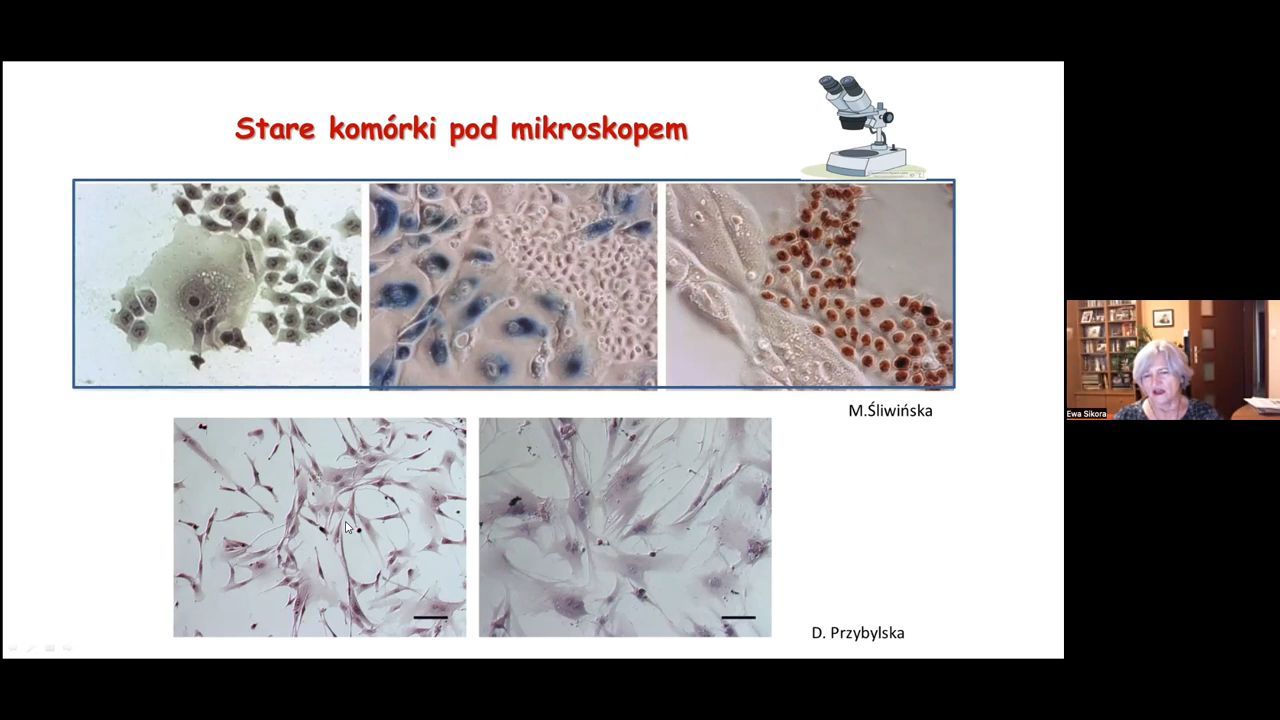 Stare komórki pod mikroskopem
M.Śliwińska
Ewa Sikora
D. Przybylska